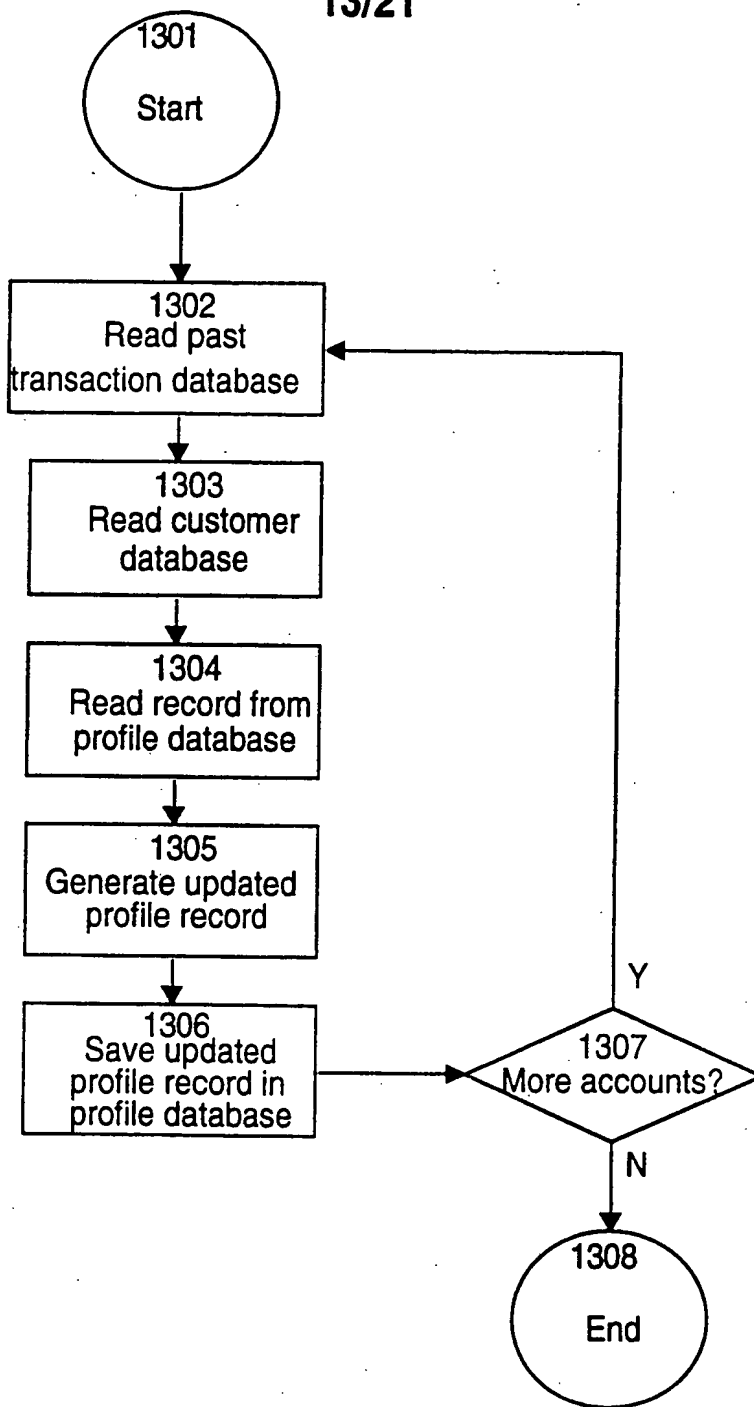 13/21
1301
Start
1302
Read past
transaction database
1303
Read customer
database
1304
Read record from
profile database
1305
Generate updated
profile record
1306
Save updated
profile record in
profile database
Y
1307
More accounts?
N
1308
End